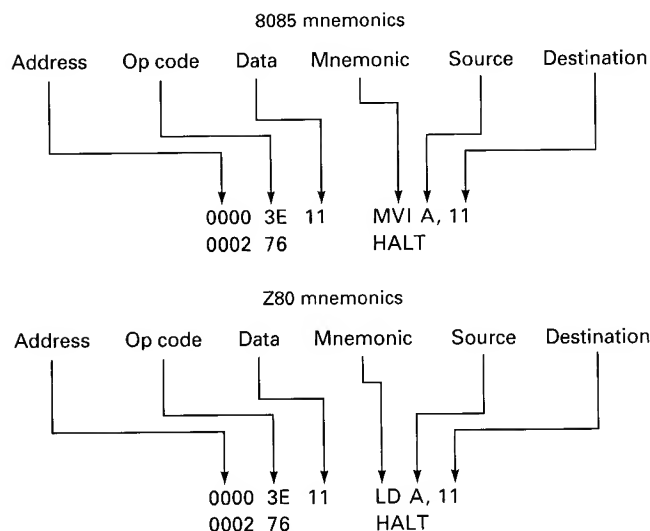 8085 mnemonics
Address Op code Data Mnemonic Source Destination
0000 3E 11 MVI A, 11
0002 76 HALT
Z80 mnemonics
Address Op code Data Mnemonic Source Destination
0000 3E 11 LD A, 11
0002 76 HALT